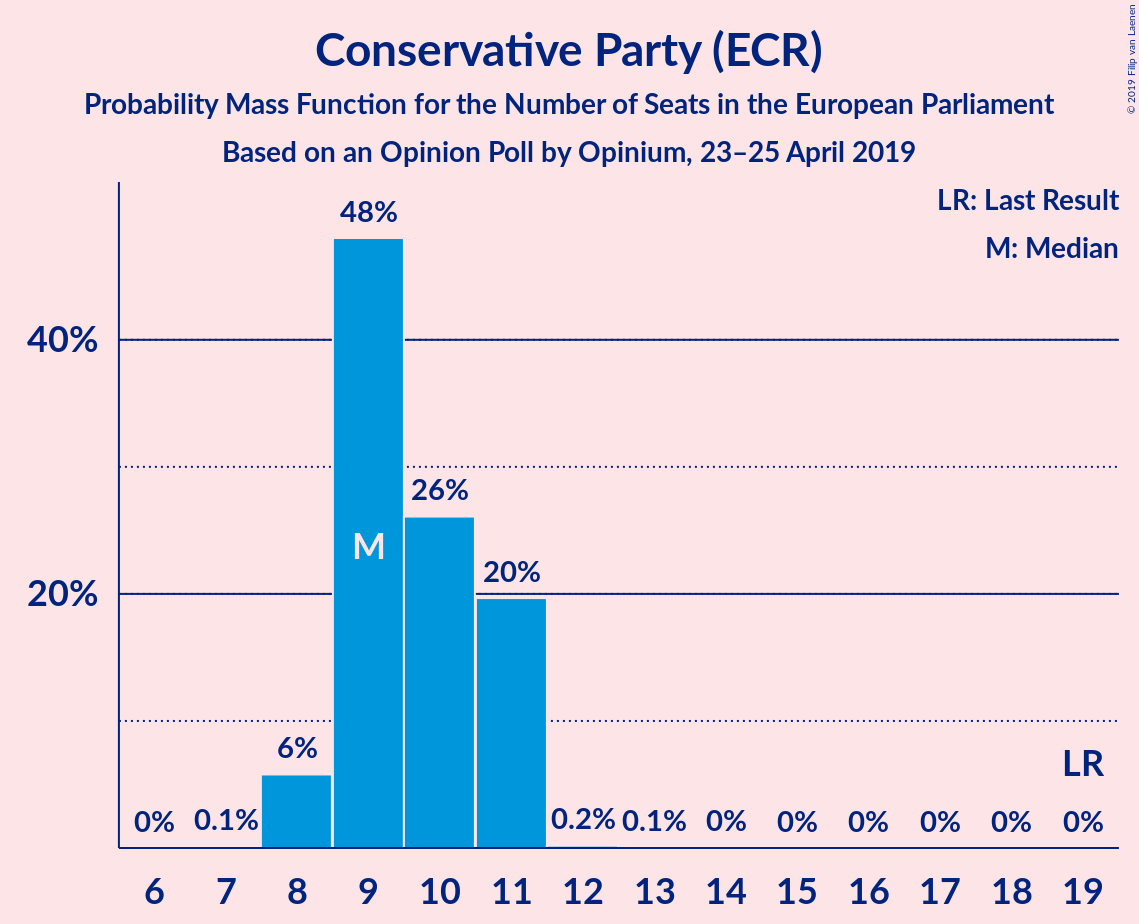 Conservative Party (ECR)
Probability Mass Function for the Number of Seats in the European Parliament
Based on an Opinion Poll by Opinium, 23–25 April 2019
© 2019 Filip van Laenen
LR: Last Result
M: Median
48%
40%
26%
M
20%
20%
6%
LR
0% 0.1% 0.2% 0.1% 0% 0% 0% 0% 0% 0%
6 7 8 9 10 11 12 13 14 15 16 17 18 19